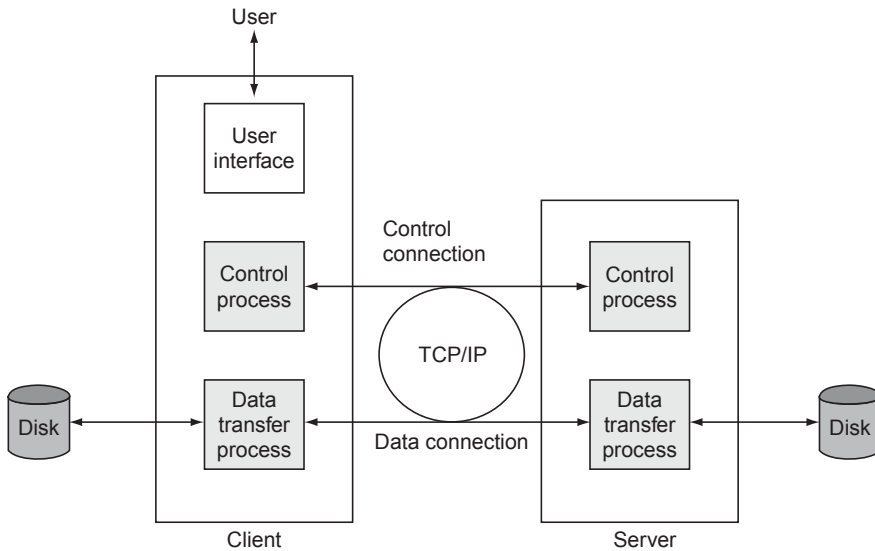 User
User
interface
Control
connection
Control
process
Control
process
TCP/IP
Disk
Data
transfer
process
Data connection
Data
transfer
process
Disk
Client
Server